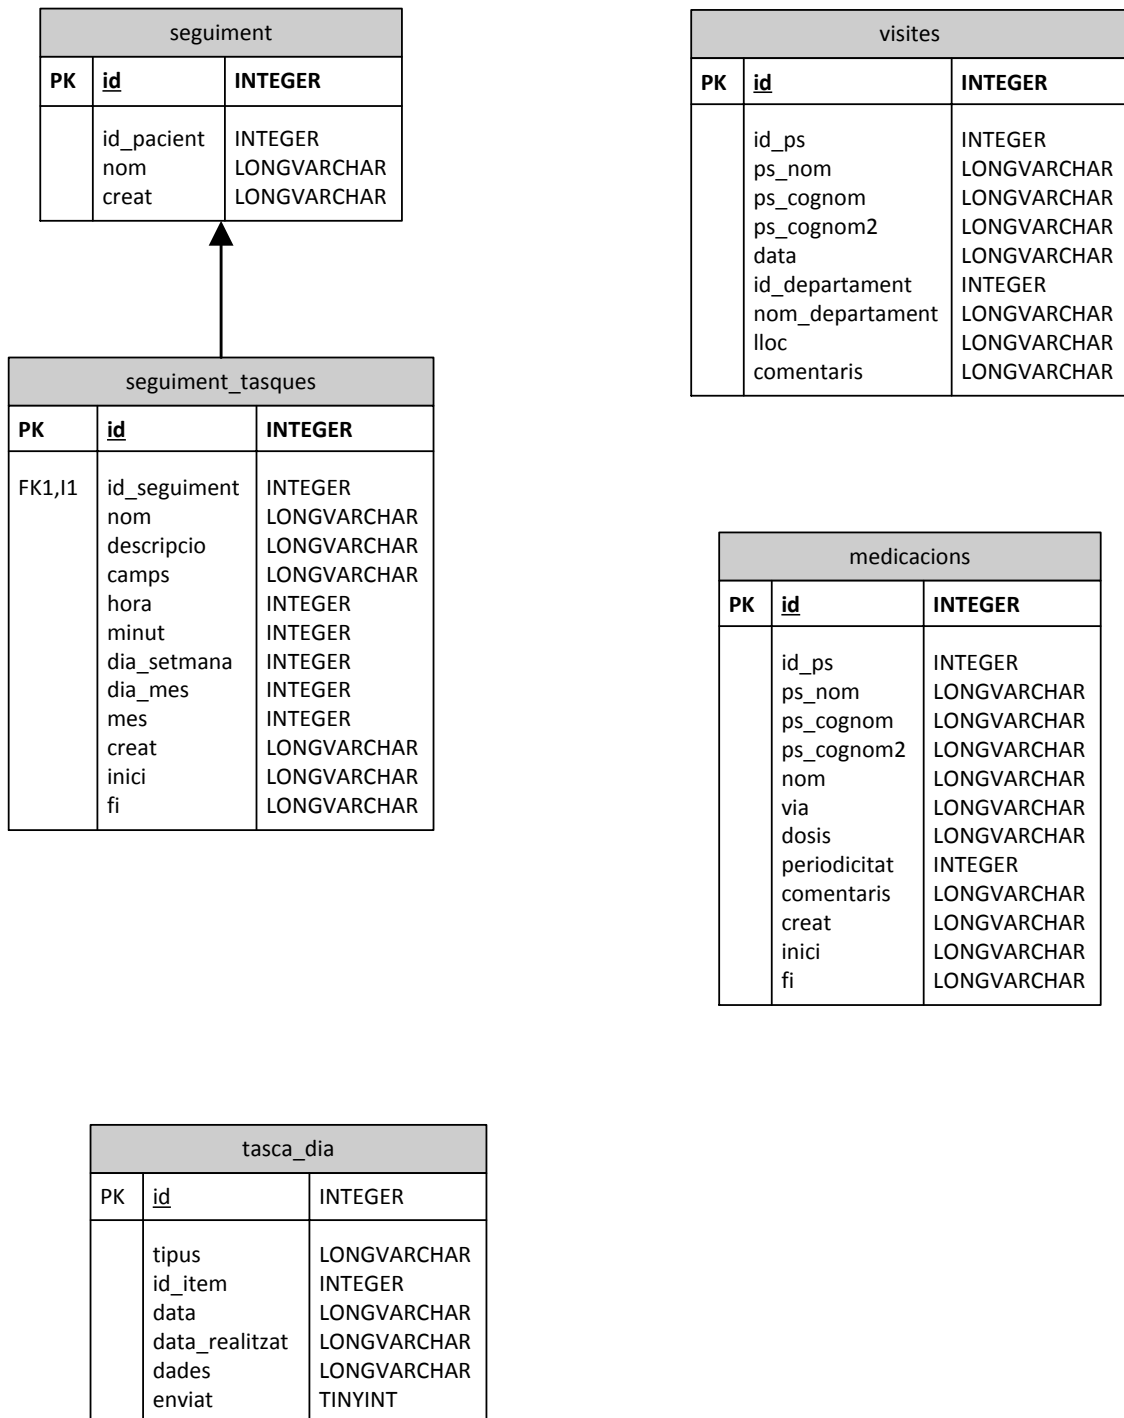 seguiment
PK id INTEGER
id_pacient INTEGER
nom LONGVARCHAR
creat LONGVARCHAR
visites
PK id INTEGER
id_ps INTEGER
ps_nom LONGVARCHAR
ps_cognom LONGVARCHAR
ps_cognom2 LONGVARCHAR
data LONGVARCHAR
id_departament INTEGER
nom_departament LONGVARCHAR
lloc LONGVARCHAR
comentaris LONGVARCHAR
seguiment_tasques
PK id INTEGER
FK1,I1 id_seguiment INTEGER
nom LONGVARCHAR
descripcio LONGVARCHAR
camps LONGVARCHAR
hora INTEGER
minut INTEGER
dia_setmana INTEGER
dia_mes INTEGER
mes INTEGER
creat LONGVARCHAR
inici LONGVARCHAR
fi LONGVARCHAR
medicacions
PK id INTEGER
id_ps INTEGER
ps_nom LONGVARCHAR
ps_cognom LONGVARCHAR
ps_cognom2 LONGVARCHAR
nom LONGVARCHAR
via LONGVARCHAR
dosis LONGVARCHAR
periodicitat INTEGER
comentaris LONGVARCHAR
creat LONGVARCHAR
inici LONGVARCHAR
fi LONGVARCHAR
tasca_dia
PK id INTEGER
tipus LONGVARCHAR
id_item INTEGER
data LONGVARCHAR
data_realitzat LONGVARCHAR
dades LONGVARCHAR
enviat TINYINT